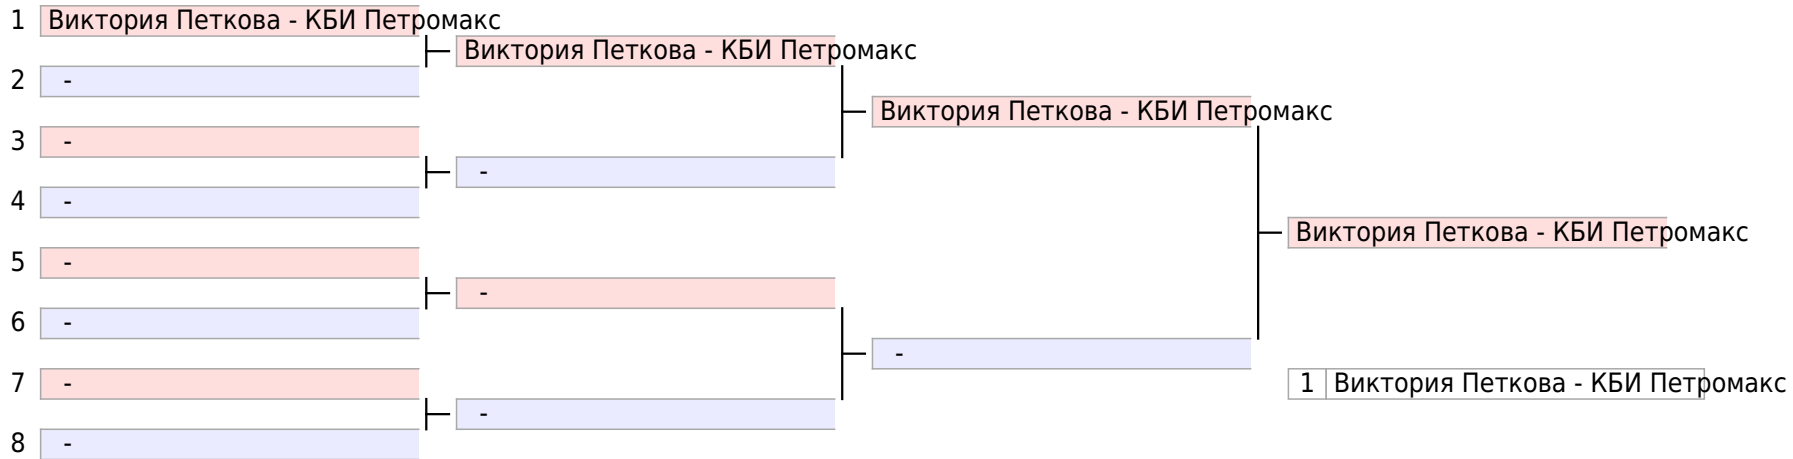 1 Виктория Петкова - КБИ Петромакс
Виктория Петкова - КБИ Петромакс
2 -
Виктория Петкова - КБИ Петромакс
3 -
-
4 -
Виктория Петкова - КБИ Петромакс
5 -
-
6 -
-
7 -
1 Виктория Петкова - КБИ Петромакс
-
8 -